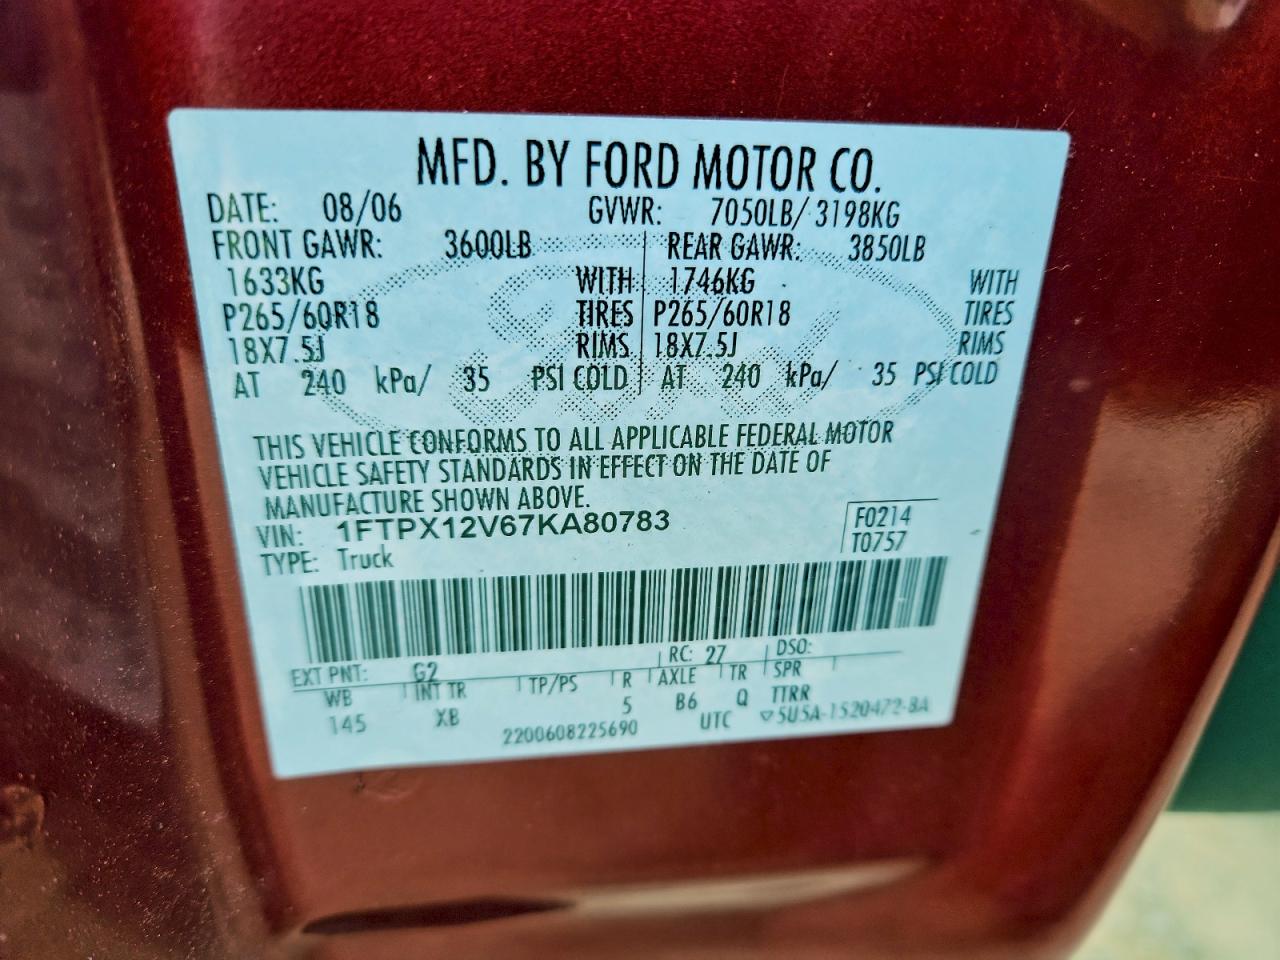 MFD. BY FORD MOTOR CO.
DATE: 08/06 GVWR: 7050LB/ 3198KG
FRONT GAWR: 3600LB REAR GAWR: 3850LB
1633KG WITH 1746KG WITH
P265/60R18 TIRES P265/60R18 TIRES
18X7.5J RIMS 18X7.5J RIMS
AT 240 kPa/ 35 PSI COLD AT 240 kPa/ 35 PSI COLD
THIS VEHICLE CONFORMS TO ALL APPLICABLE FEDERAL MOTOR
VEHICLE SAFETY STANDARDS IN EFFECT ON THE DATE OF
MANUFACTURE SHOWN ABOVE.
VIN: 1FTPX12V67KA80783 F0214
TYPE: Truck T0757
EXT PNT: G2 RC: 27 DSO:
WB INT TR TP/PS R AXLE TR SPR
145 XB 5 B6 Q TTRR
2200608225690 UTC ▽5U5A-1520472-BA